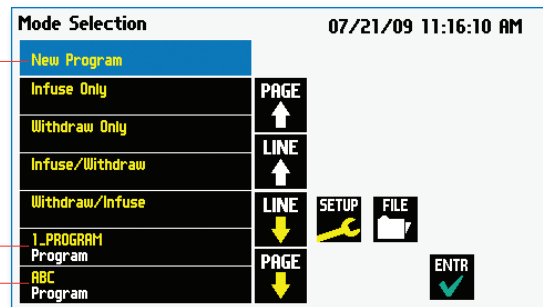 Mode Selection
07/21/09 11:16:10 AM
New Program
Infuse Only
Withdraw Only
Infuse/Withdraw
Withdraw/Infuse
1_PROGRAM
Program
ABC
Program
PAGE
LINE
LINE
PAGE
SETUP
FILE
ENTR